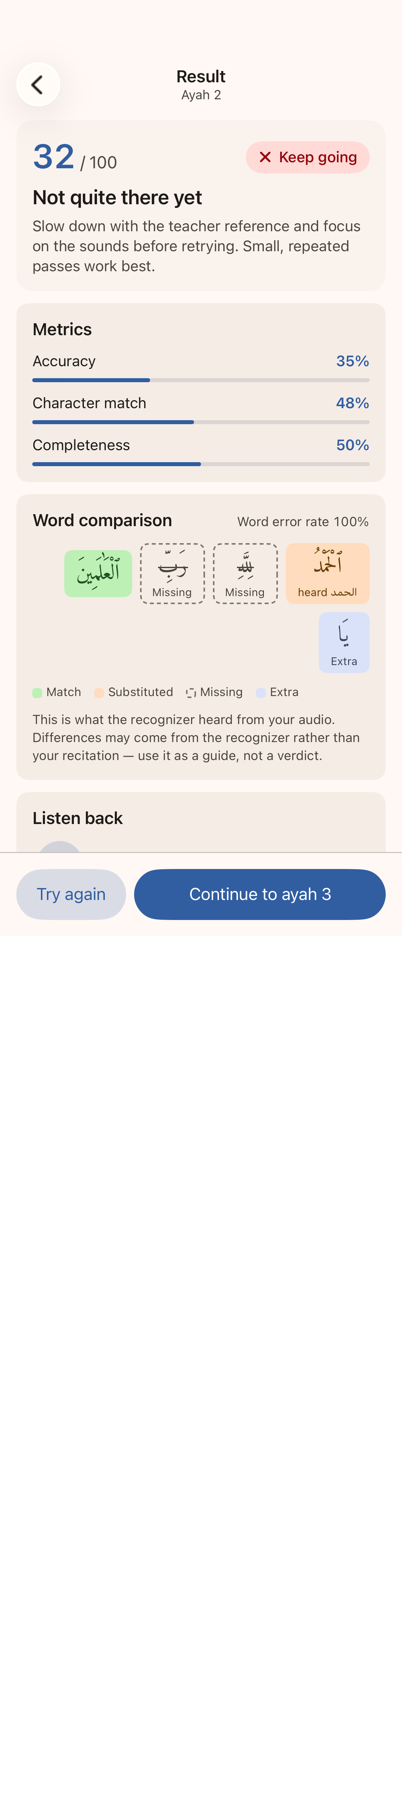 Result
Ayah 2
32 / 100
Keep going
Not quite there yet
Slow down with the teacher reference and focus
on the sounds before retrying. Small, repeated
passes work best.
Metrics
Accuracy 35%
Character match 48%
Completeness 50%
Word comparison Word error rate 100%
ٱلْحَمْدُ لِلَّهِ رَبِّ ٱلْعَٰلَمِينَ
heard الحمد Missing Missing
يَا
Extra
Match Substituted Missing Extra
This is what the recognizer heard from your audio.
Differences may come from the recognizer rather than
your recitation — use it as a guide, not a verdict.
Listen back
Try again Continue to ayah 3